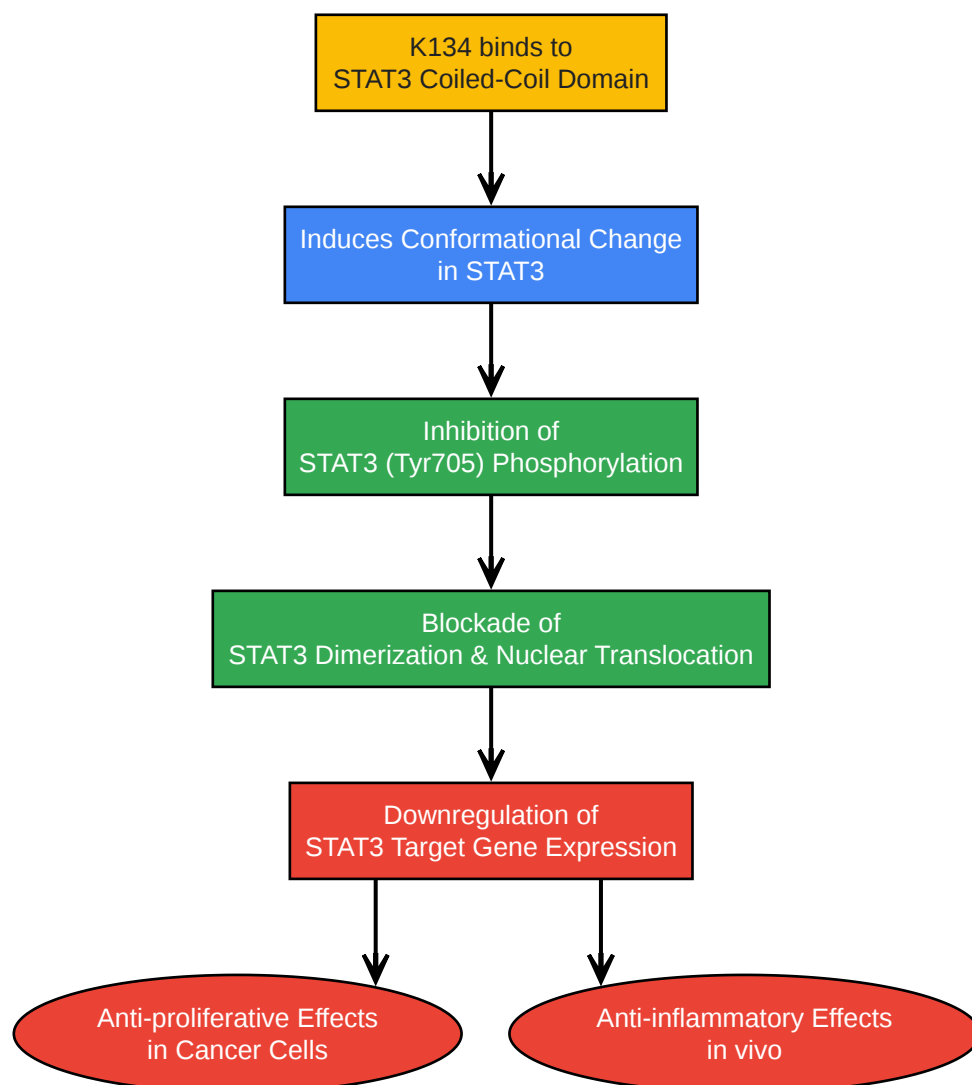 K134 binds to
STAT3 Coiled-Coil Domain
Induces Conformational Change
in STAT3
Inhibition of
STAT3 (Tyr705) Phosphorylation
Blockade of
STAT3 Dimerization & Nuclear Translocation
Downregulation of
STAT3 Target Gene Expression
Anti-proliferative Effects
in Cancer Cells
Anti-inflammatory Effects
in vivo